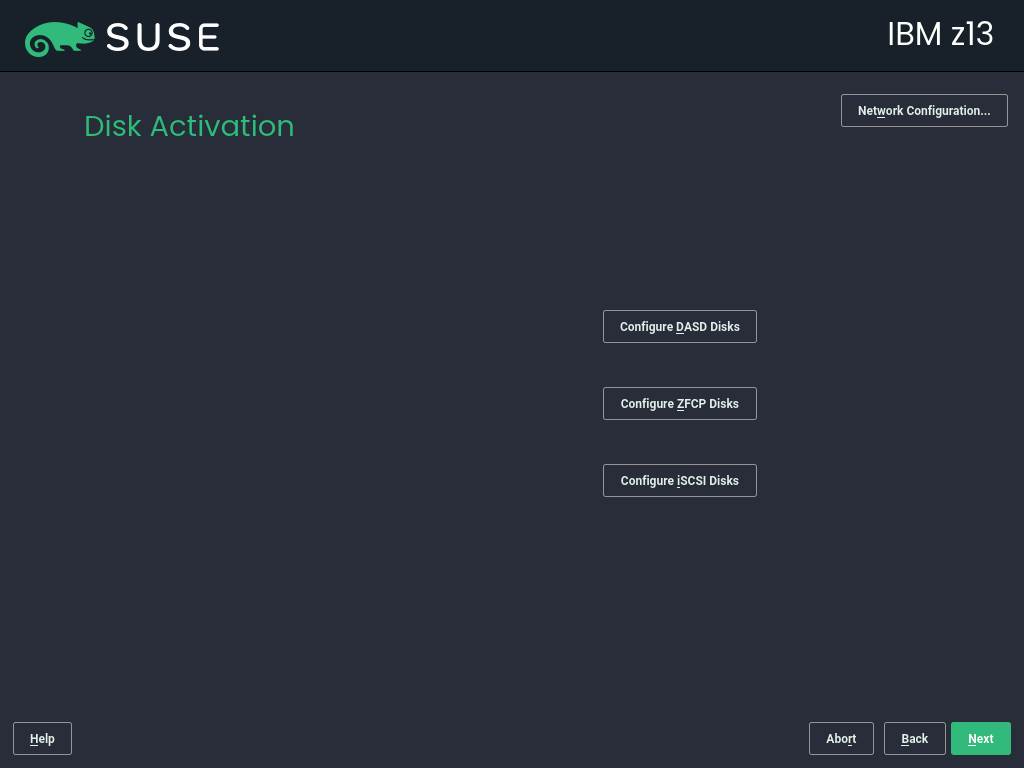 SUSE
IBM z13
Network Configuration...
Disk Activation
Configure DASD Disks
Configure ZFCP Disks
Configure iSCSI Disks
Help
Abort
Back
Next